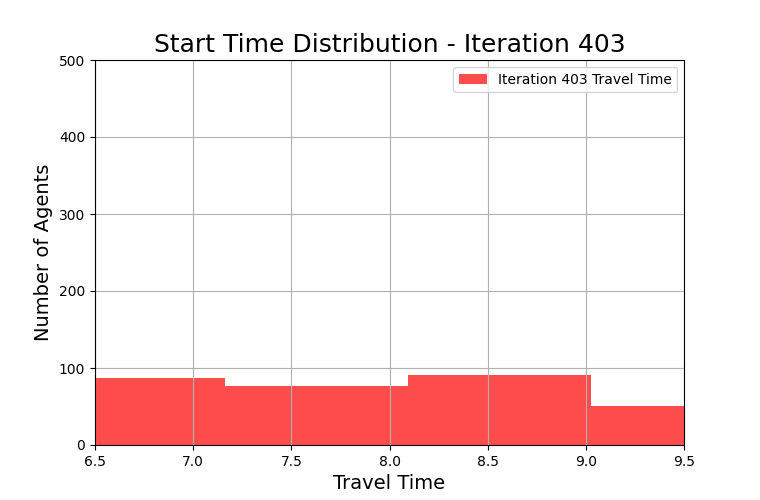 Start Time Distribution - Iteration 403
Iteration 403 Travel Time
Number of Agents
500
400
300
200
100
0
6.5 7.0 7.5 8.0 8.5 9.0 9.5
Travel Time